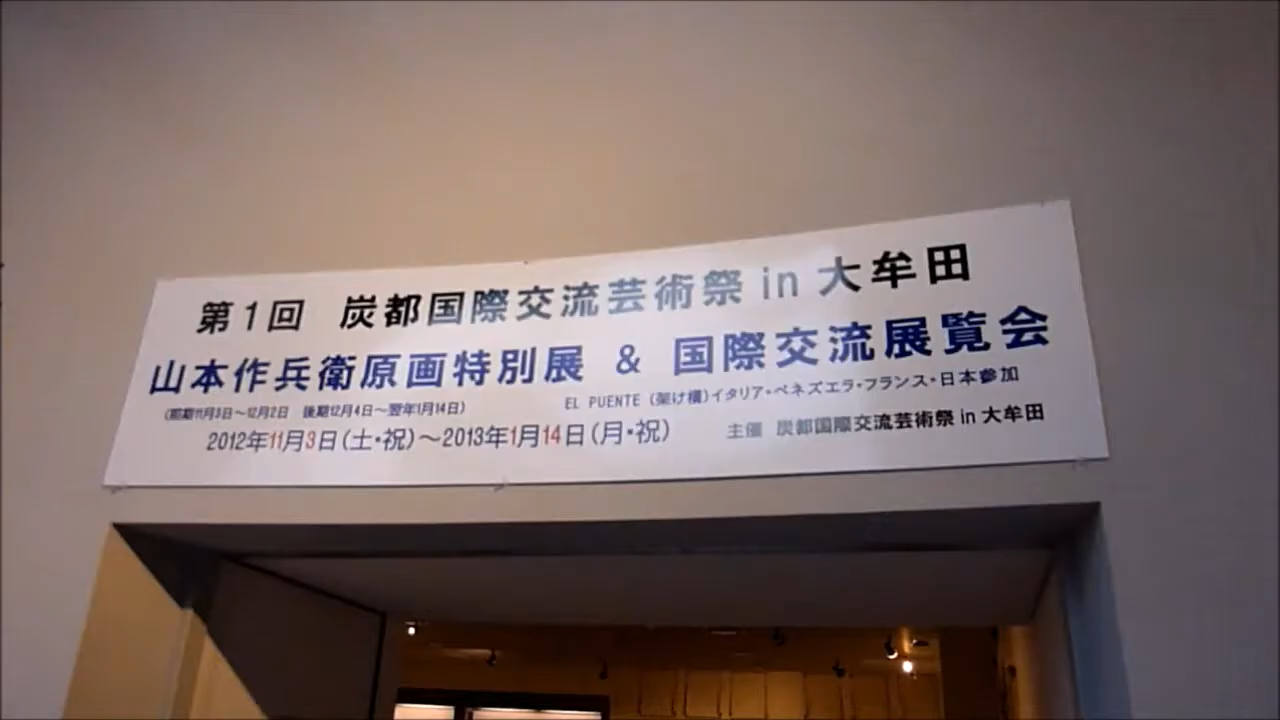 第1回 炭都国際交流芸術祭 in 大牟田
山本作兵衛原画特別展 & 国際交流展覧会
(前期11月3日～12月2日 後期12月4日～翌年1月14日)
EL PUENTE (架け橋)イタリア・ベネズエラ・フランス・日本参加
2012年11月3日(土・祝)～2013年1月14日(月・祝)
主催 炭都国際交流芸術祭 in 大牟田